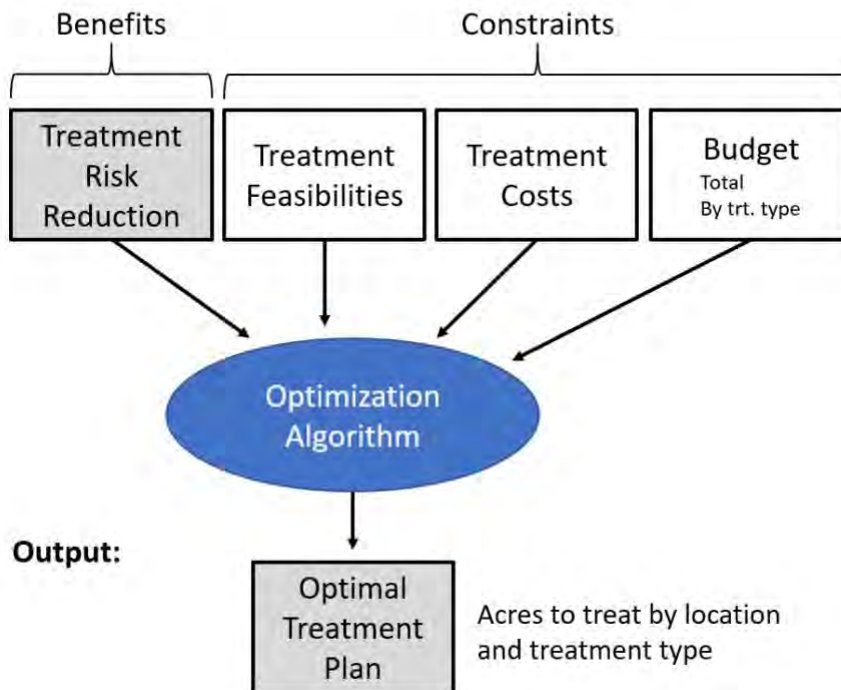 Benefits
Constraints
Treatment
Risk
Reduction
Treatment
Feasibilities
Treatment
Costs
Budget
Total
By trt. type
Optimization
Algorithm
Output:
Optimal
Treatment
Plan
Acres to treat by location
and treatment type